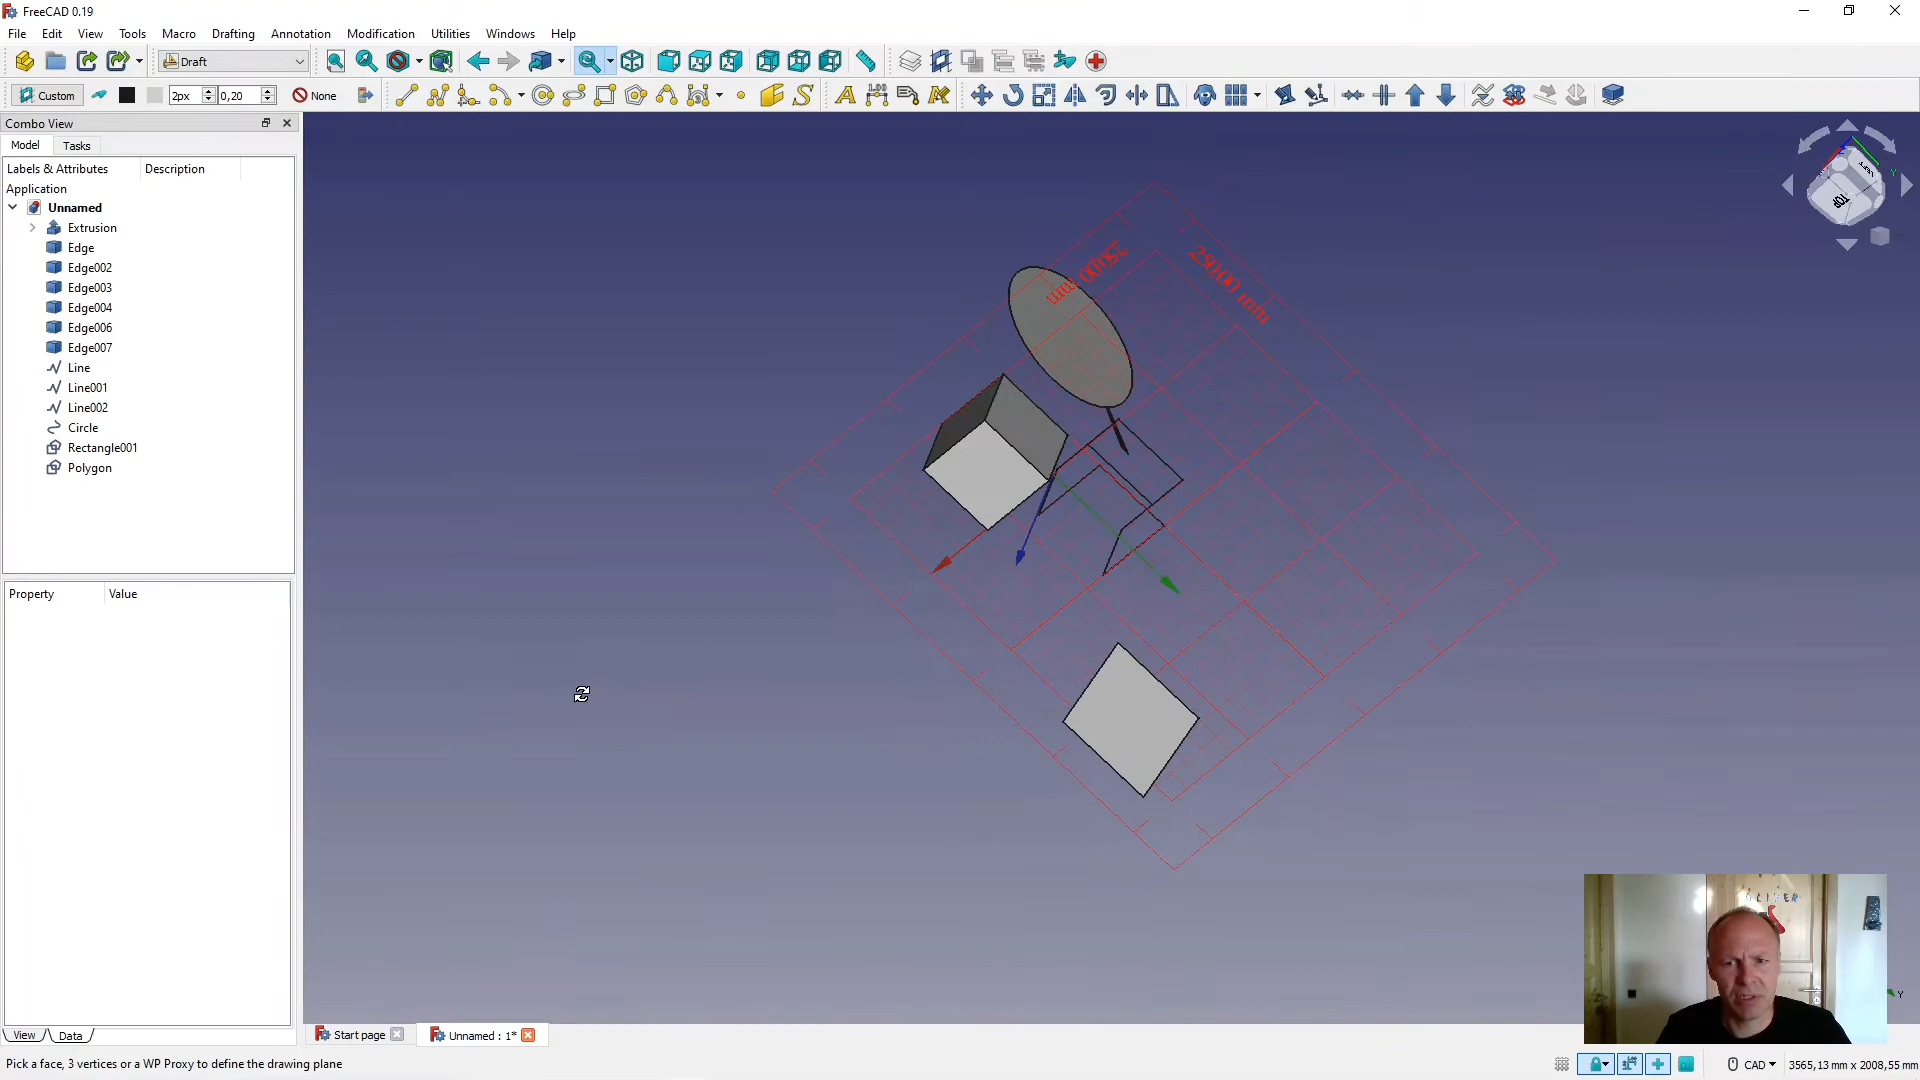 FreeCAD 0.19
File Edit View Tools Macro Drafting Annotation Modification Utilities Windows Help
Draft
Custom 2px 0,20 None
Combo View
Model Tasks
Labels & Attributes Description
Application
Unnamed
Extrusion
Edge
Edge002
Edge003
Edge004
Edge006
Edge007
Line
Line001
Line002
Circle
Rectangle001
Polygon
Property Value
View Data
Start page Unnamed : 1*
Pick a face, 3 vertices or a WP Proxy to define the drawing plane
CAD 3565,13 mm x 2008,55 mm
TOP
Y
Y